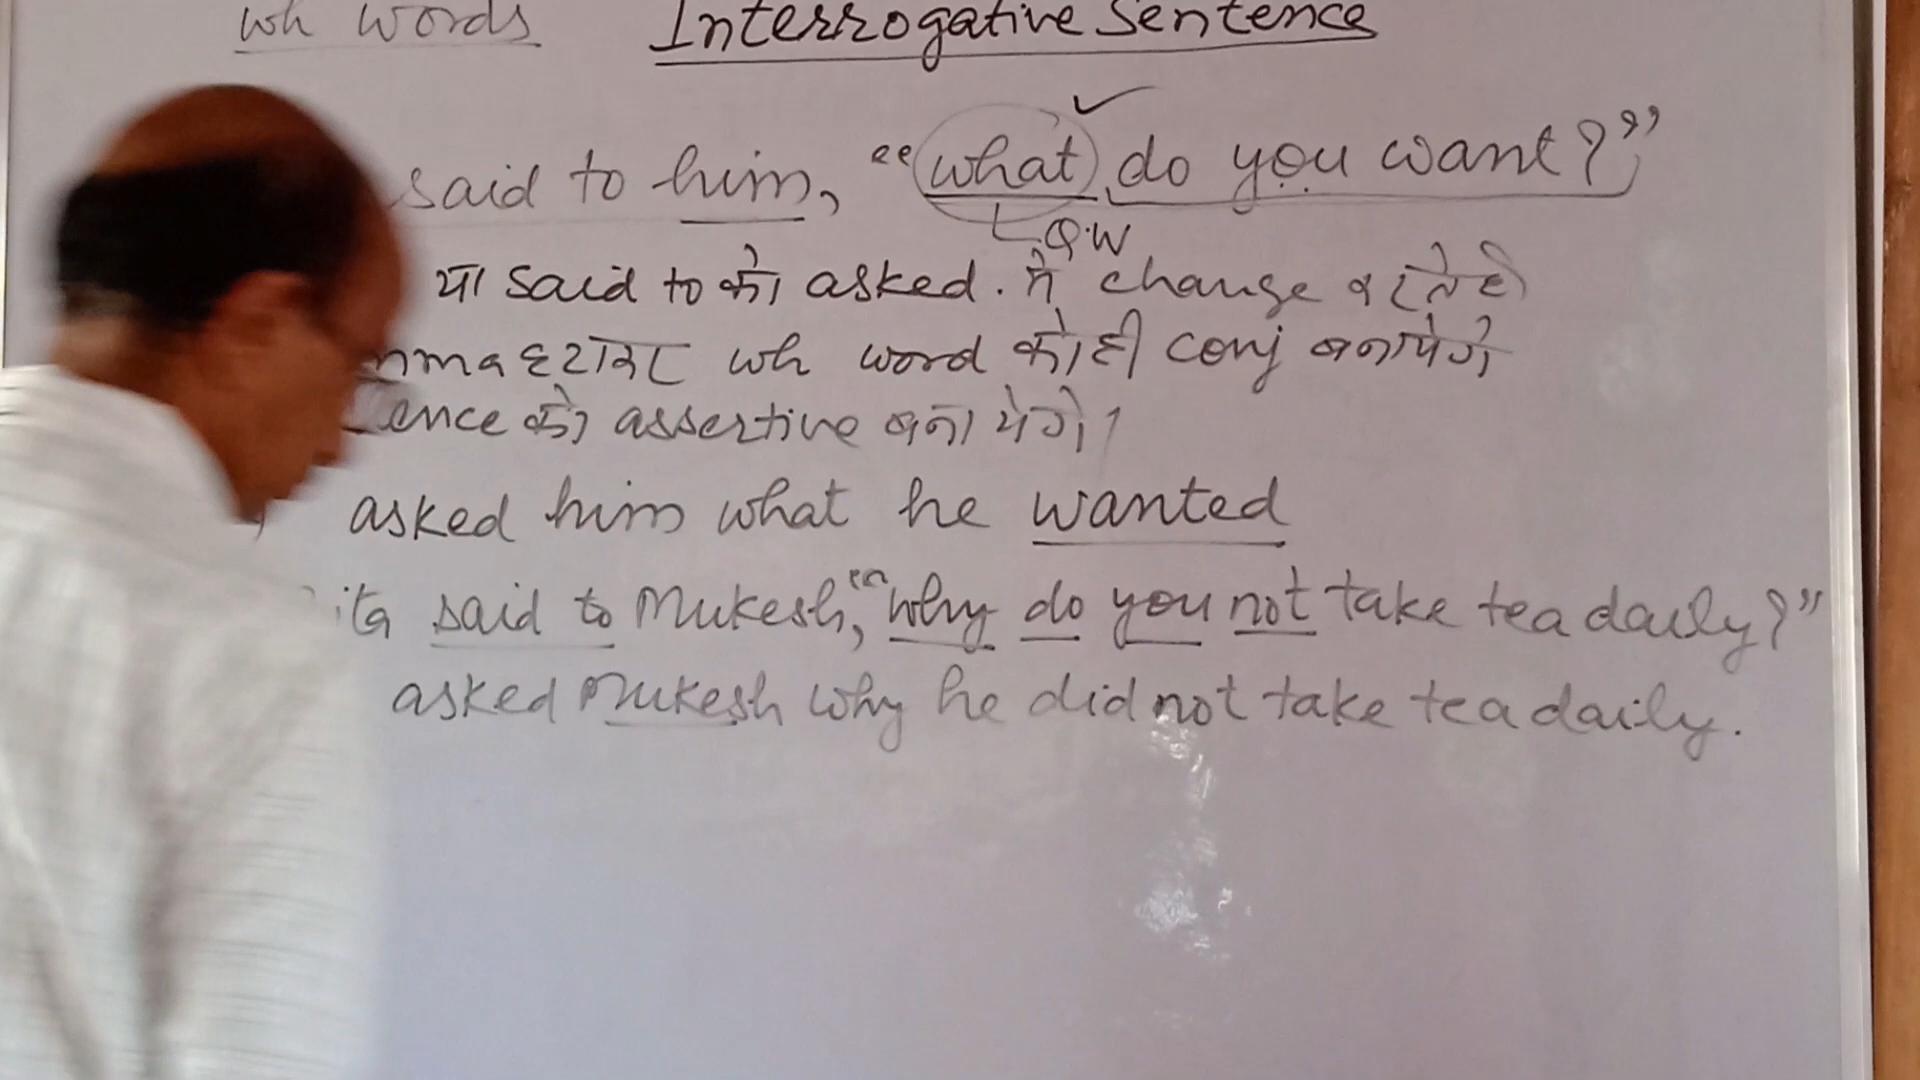 wh words Interrogative Sentence
said to him, "what do you want?"
Q.W
या said to को asked. में change करते है
mma हटाकर wh word को ही conj बनायेगे
ence को assertive बनायेगे।
asked him what he wanted
ita said to Mukesh, "why do you not take tea daily?"
asked Mukesh why he did not take tea daily.